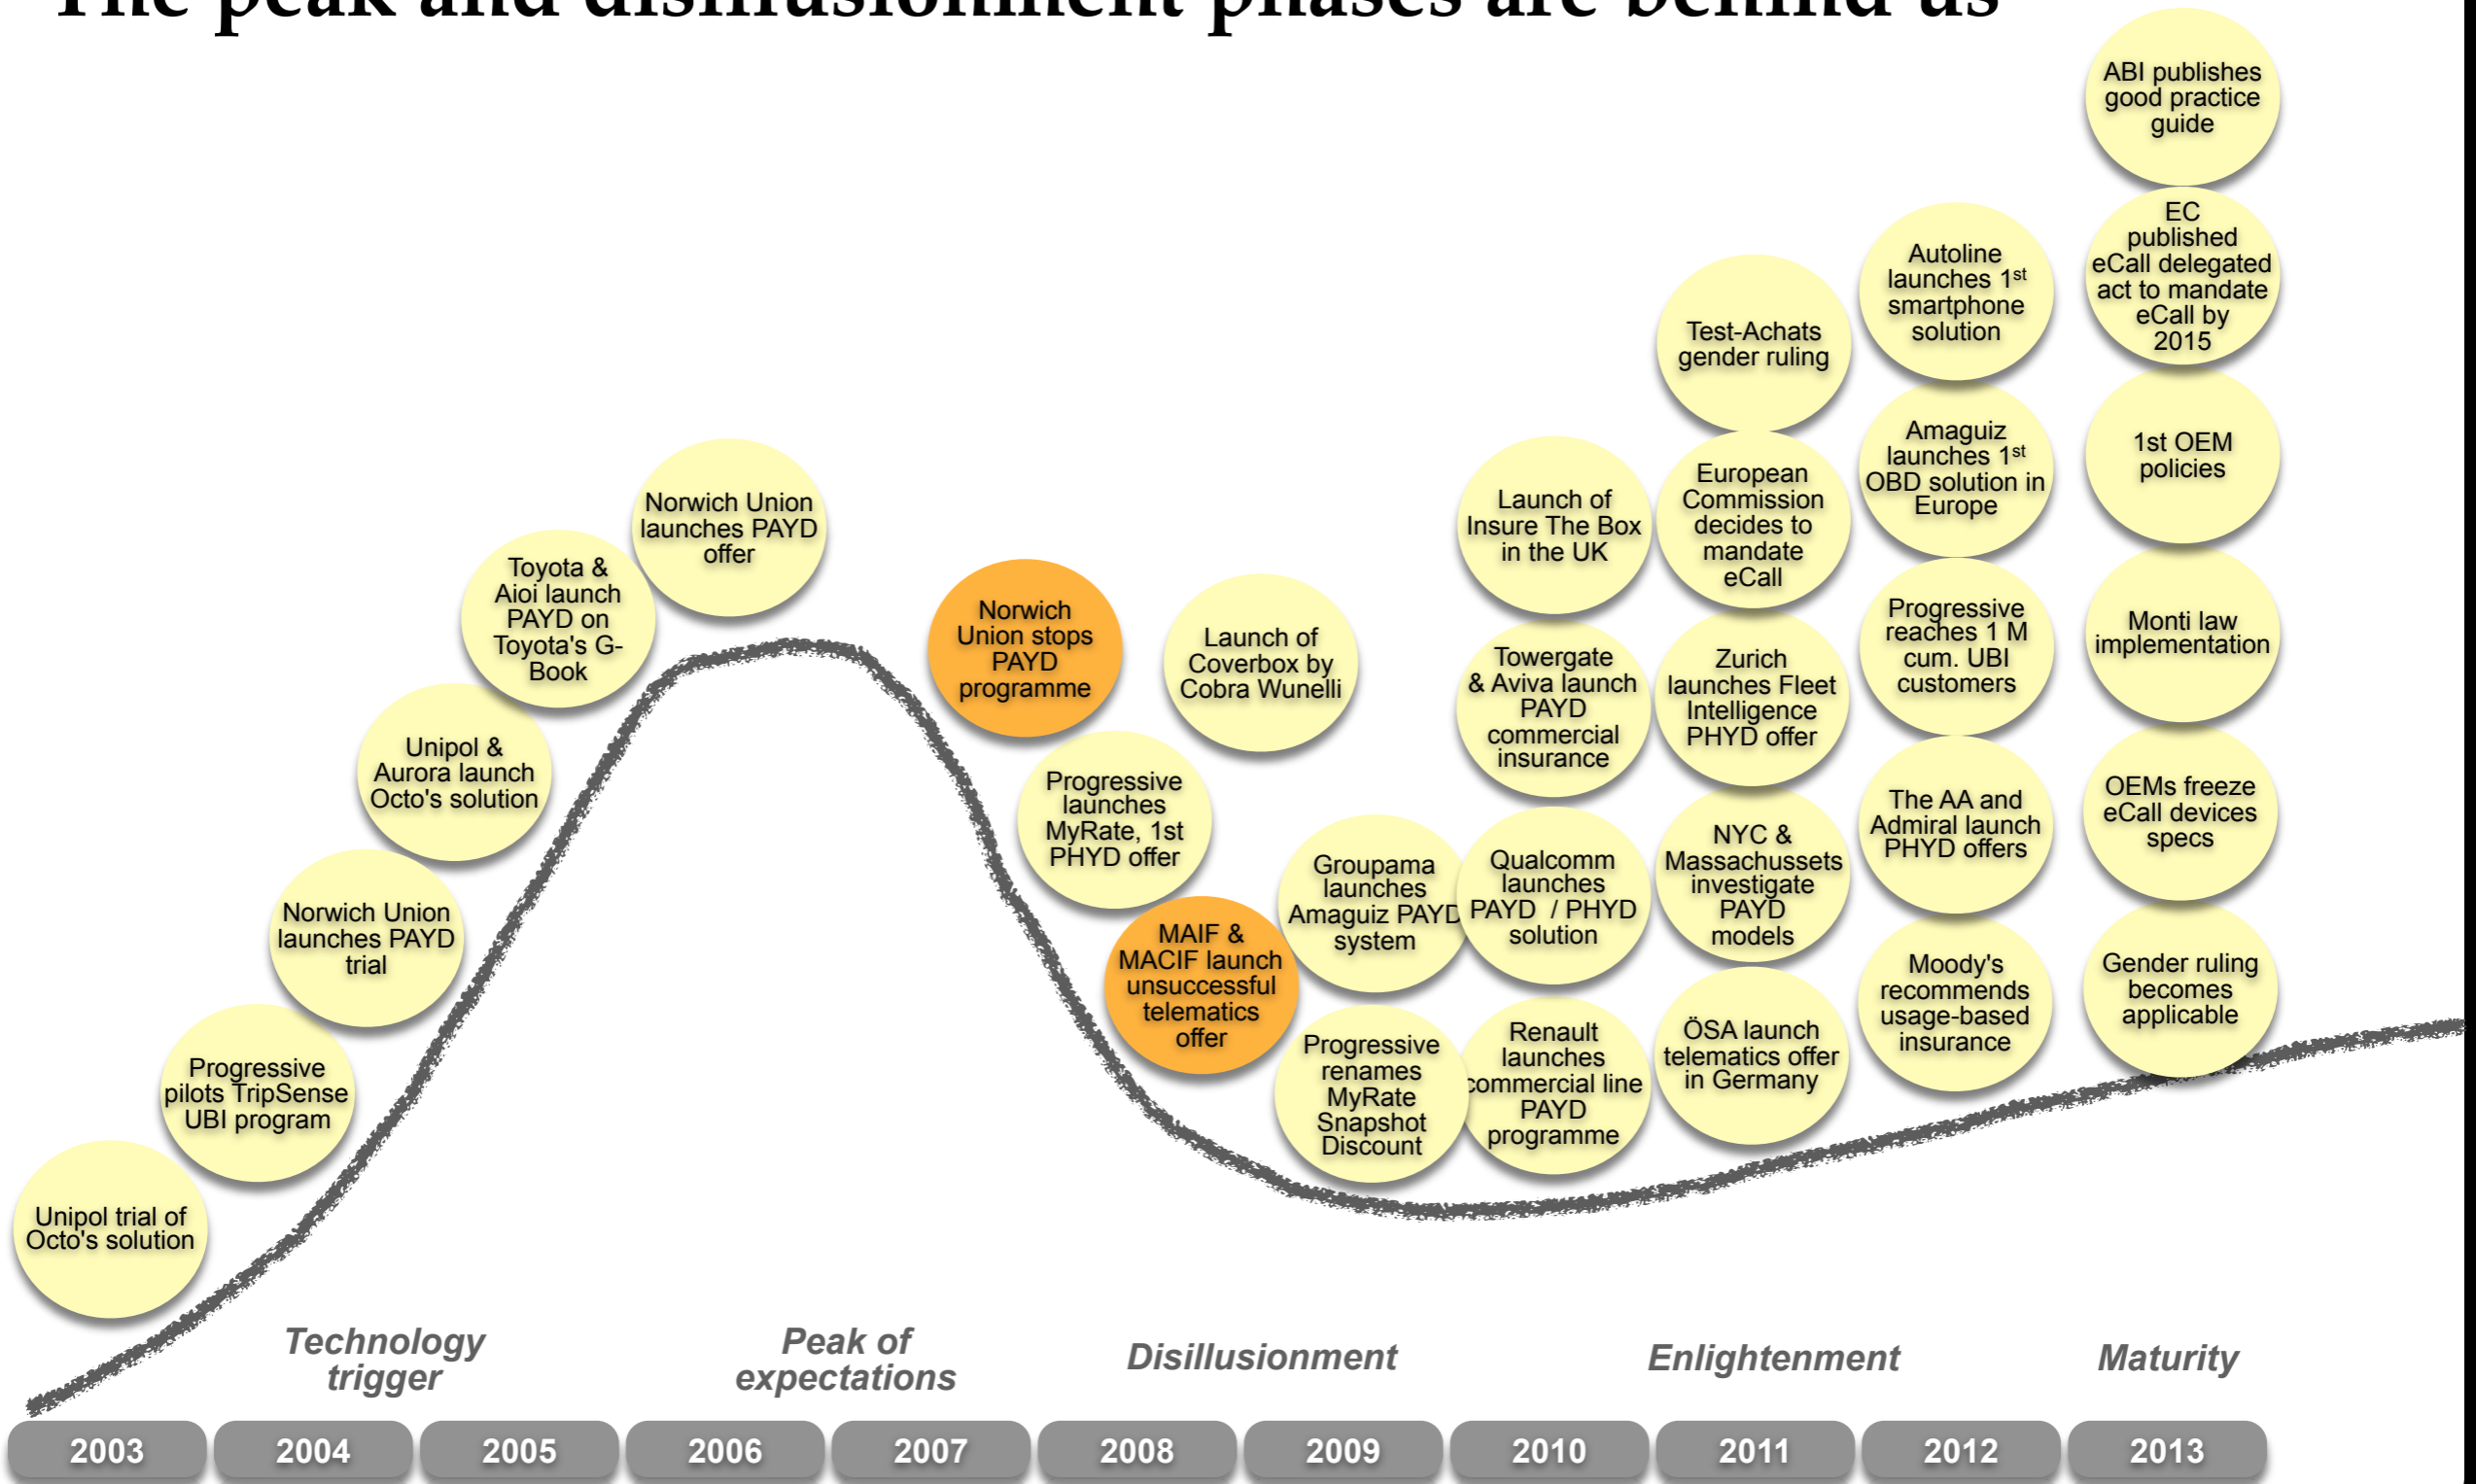 The peak and disillusionment phases are behind us
Unipol trial of
Octo's solution
Progressive
pilots TripSense
UBI program
Norwich Union
launches PAYD
trial
Unipol &
Aurora launch
Octo's solution
Toyota &
Aioi launch
PAYD on
Toyota's G-
Book
Norwich Union
launches PAYD
offer
Norwich
Union stops
PAYD
programme
Progressive
launches
MyRate, 1st
PHYD offer
MAIF &
MACIF launch
unsuccessful
telematics
offer
Launch of
Coverbox by
Cobra Wunelli
Groupama
launches
Amaguiz PAYD
system
Progressive
renames
MyRate
Snapshot
Discount
Launch of
Insure The Box
in the UK
Towergate
& Aviva launch
PAYD
commercial
insurance
Qualcomm
launches
PAYD / PHYD
solution
Renault
launches
commercial line
PAYD
programme
Test-Achats
gender ruling
European
Commission
decides to
mandate
eCall
Zurich
launches Fleet
Intelligence
PHYD offer
NYC &
Massachussets
investigate
PAYD
models
ÖSA launch
telematics offer
in Germany
Autoline
launches 1st
smartphone
solution
Amaguiz
launches 1st
OBD solution in
Europe
Progressive
reaches 1 M
cum. UBI
customers
The AA and
Admiral launch
PHYD offers
Moody's
recommends
usage-based
insurance
ABI publishes
good practice
guide
EC
published
eCall delegated
act to mandate
eCall by
2015
1st OEM
policies
Monti law
implementation
OEMs freeze
eCall devices
specs
Gender ruling
becomes
applicable
Technology
trigger
Peak of
expectations
Disillusionment
Enlightenment
Maturity
2003
2004
2005
2006
2007
2008
2009
2010
2011
2012
2013